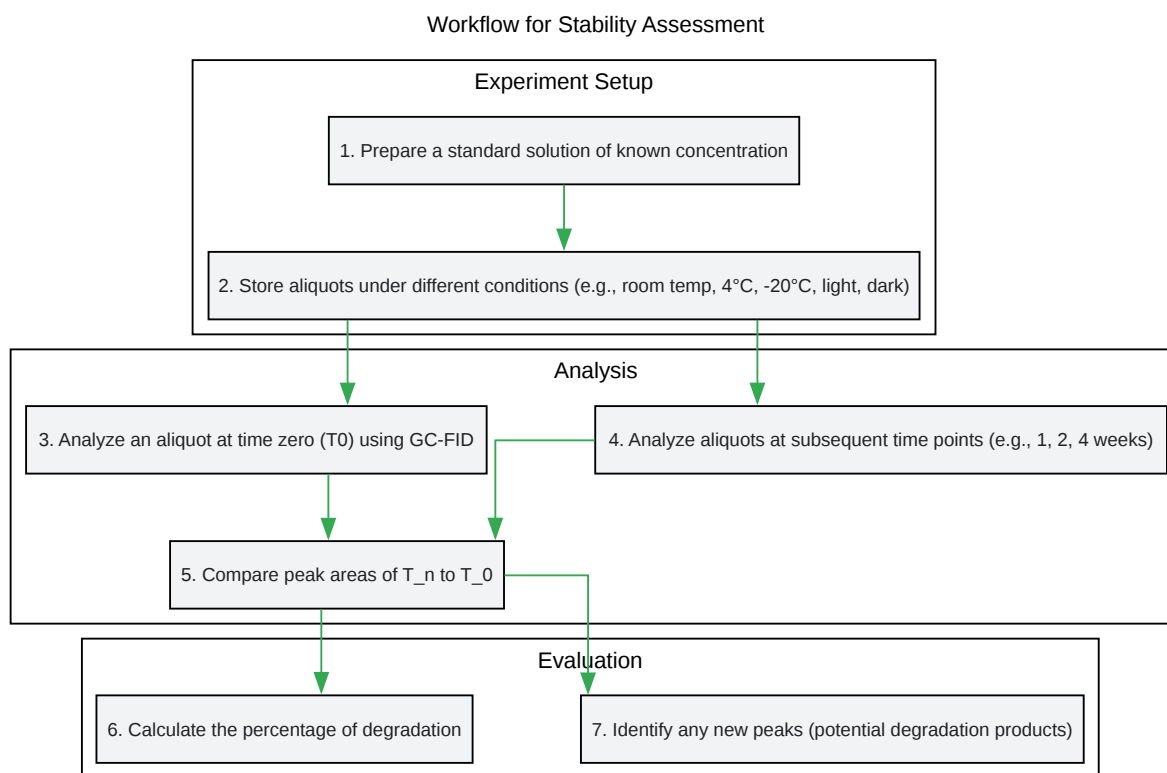 Workflow for Stability Assessment
Experiment Setup
1. Prepare a standard solution of known concentration
2. Store aliquots under different conditions (e.g., room temp, 4°C, -20°C, light, dark)
Analysis
3. Analyze an aliquot at time zero (T0) using GC-FID
4. Analyze aliquots at subsequent time points (e.g., 1, 2, 4 weeks)
5. Compare peak areas of T_n to T_0
Evaluation
6. Calculate the percentage of degradation
7. Identify any new peaks (potential degradation products)